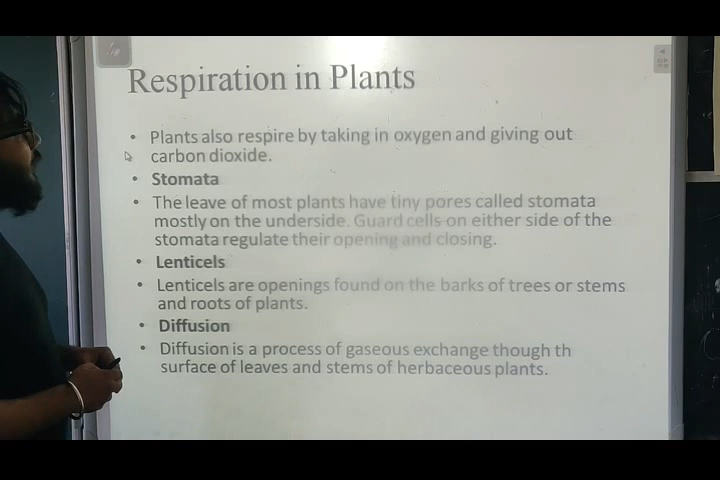 Respiration in Plants
• Plants also respire by taking in oxygen and giving out
carbon dioxide.
• Stomata
• The leave of most plants have tiny pores called stomata
mostly on the underside. Guard cells on either side of the
stomata regulate their opening and closing.
• Lenticels
• Lenticels are openings found on the barks of trees or stems
and roots of plants.
• Diffusion
• Diffusion is a process of gaseous exchange though th
surface of leaves and stems of herbaceous plants.